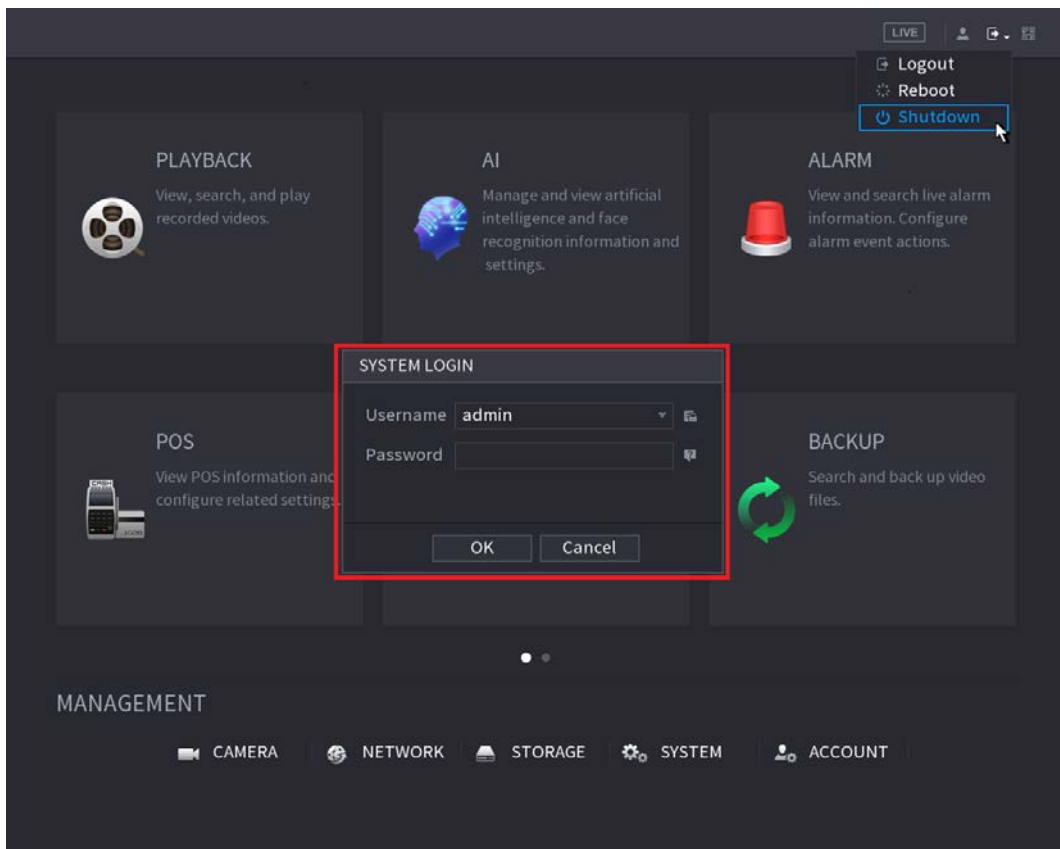 LIVE
Logout
Reboot
Shutdown
PLAYBACK
View, search, and play
recorded videos.
AI
Manage and view artificial
intelligence and face
recognition information and
settings.
ALARM
View and search live alarm
information. Configure
alarm event actions.
SYSTEM LOGIN
Username admin
Password
OK Cancel
POS
View POS information and
configure related settings.
BACKUP
Search and back up video
files.
MANAGEMENT
CAMERA NETWORK STORAGE SYSTEM ACCOUNT